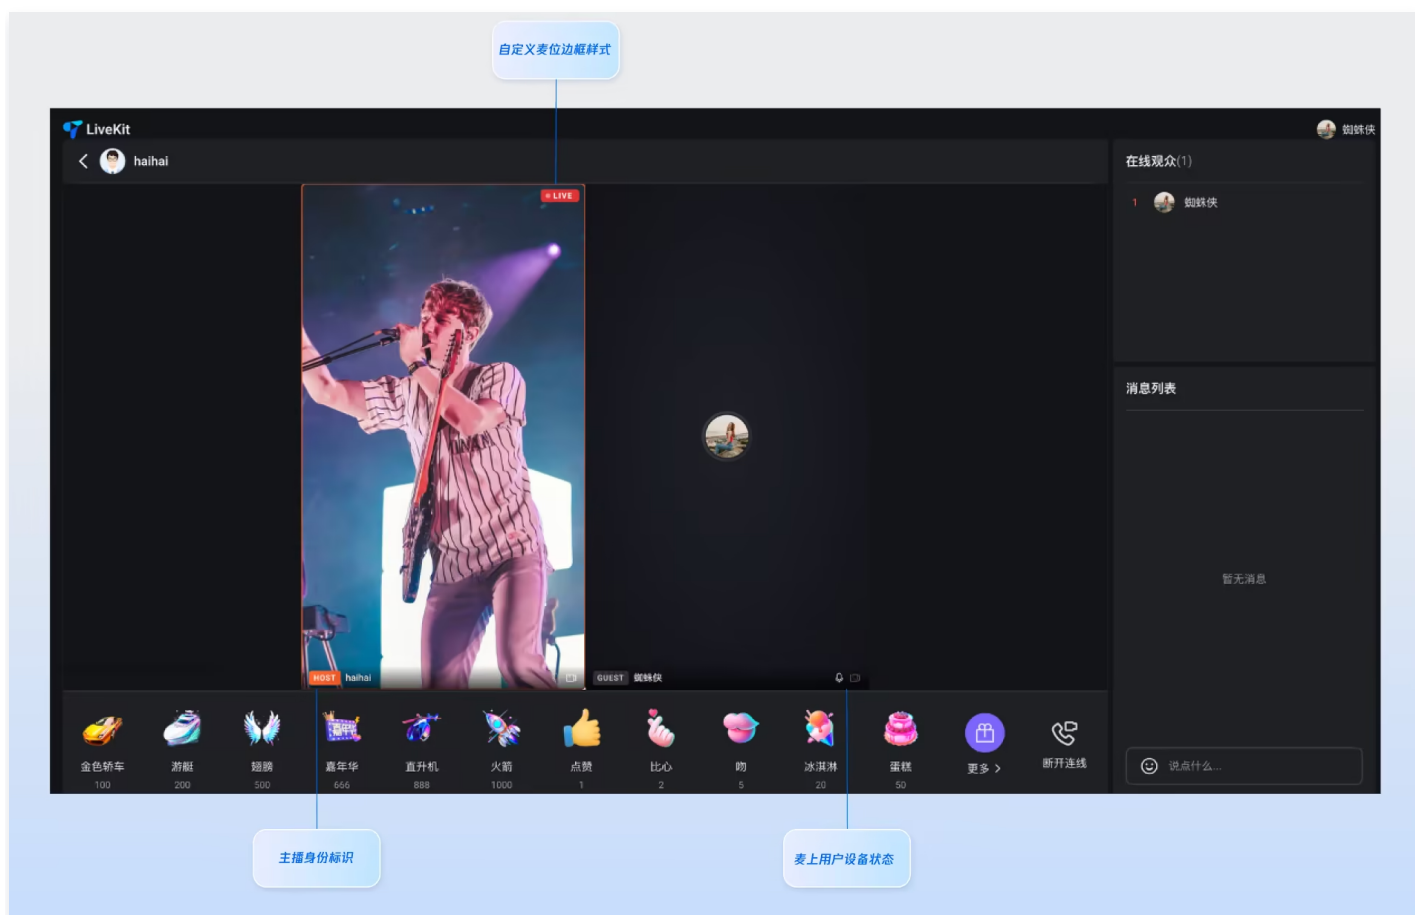 自定义麦位边框样式
LiveKit
蜘蛛侠
haihai
在线观众(1)
LIVE
1 蜘蛛侠
消息列表
暂无消息
HOST haihai
GUEST 蜘蛛侠
嘉年华
金色轿车
100
游艇
200
翅膀
500
嘉年华
666
直升机
888
火箭
1000
点赞
1
比心
2
吻
5
冰淇淋
20
蛋糕
50
更多 >
断开连线
说点什么...
主播身份标识
麦上用户设备状态